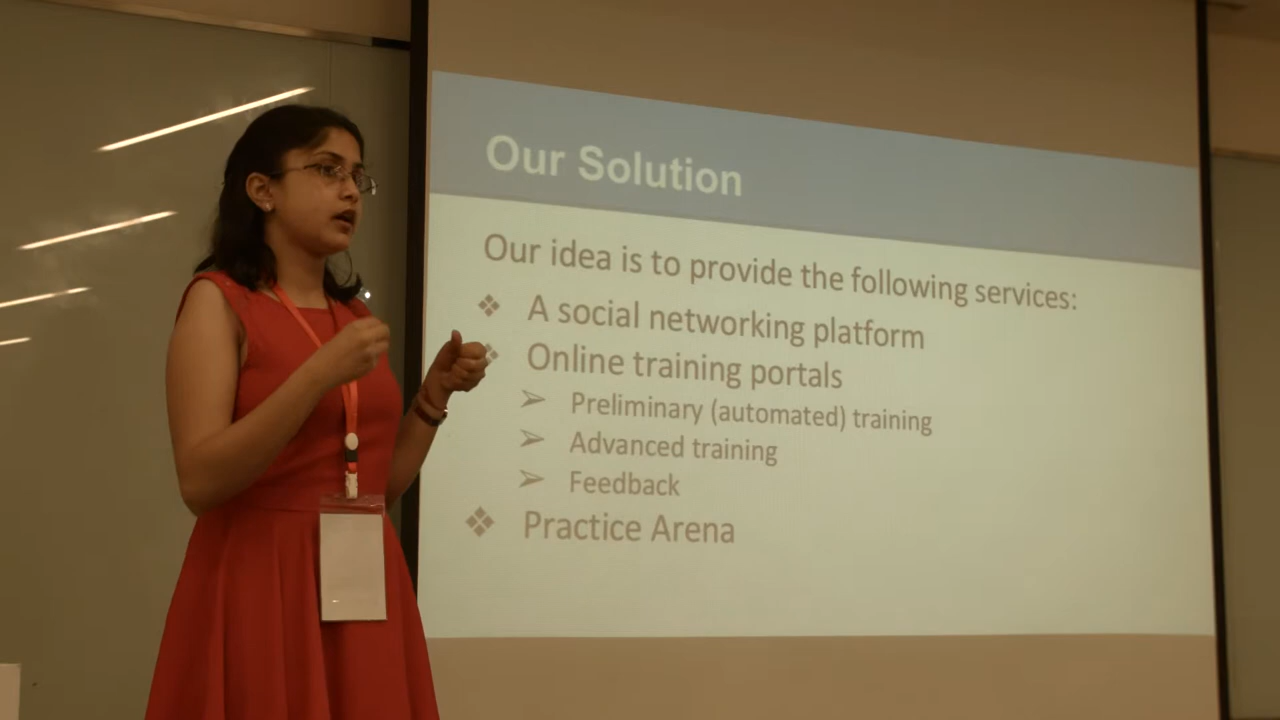 Our Solution
Our idea is to provide the following services:
❖ A social networking platform
❖ Online training portals
➢ Preliminary (automated) training
➢ Advanced training
➢ Feedback
❖ Practice Arena